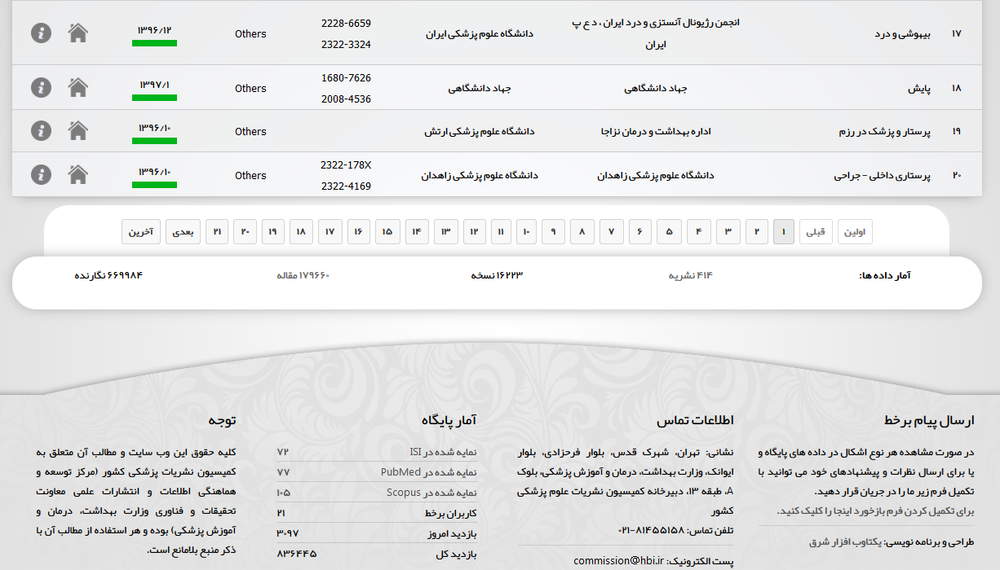 ۱۷ بیهوشی و درد انجمن رژیونال آنستزی و درد ایران ، د ع پ ایران دانشگاه علوم پزشکی ایران 2228-6659 2322-3324 Others ۱۳۹۶/۱۲
۱۸ پایش جهاد دانشگاهی جهاد دانشگاهی 1680-7626 2008-4536 Others ۱۳۹۷/۱
۱۹ پرستار و پزشک در رزم اداره بهداشت و درمان نزاجا دانشگاه علوم پزشکی ارتش Others ۱۳۹۶/۱۰
۲۰ پرستاری داخلی - جراحی دانشگاه علوم پزشکی زاهدان دانشگاه علوم پزشکی زاهدان 2322-178X 2322-4169 Others ۱۳۹۶/۱۰
اولین قبلی ۱ ۲ ۳ ۴ ۵ ۶ ۷ ۸ ۹ ۱۰ ۱۱ ۱۲ ۱۳ ۱۴ ۱۵ ۱۶ ۱۷ ۱۸ ۱۹ ۲۰ ۲۱ بعدی آخرین
آمار داده ها: ۴۱۴ نشریه ۱۶۲۲۳ نسخه ۱۷۹۶۶۰ مقاله ۶۶۹۹۸۴ نگارنده
ارسال پیام برخط
در صورت مشاهده هر نوع اشکال در داده های پایگاه و
یا برای ارسال نظرات و پیشنهادهای خود می توانید با
تکمیل فرم زیر ما را در جریان قرار دهید.
برای تکمیل کردن فرم بازخورد اینجا را کلیک کنید.
طراحی و برنامه نویسی: یکتاوب افزار شرق
اطلاعات تماس
نشانی: تهران، شهرک قدس، بلوار فرحزادی، بلوار
ایوانک، وزارت بهداشت، درمان و آموزش پزشکی، بلوک
A، طبقه ۱۳، دبیرخانه کمیسیون نشریات علوم پزشکی
کشور
تلفن تماس: ۸۱۴۵۵۱۵۸-۰۲۱
پست الکترونیک: commission@hbi.ir
آمار پایگاه
نمایه شده در ISI ۷۲
نمایه شده در PubMed ۷۷
نمایه شده در Scopus ۱۰۵
کاربران برخط ۲۱
بازدید امروز ۳۰۹۷
بازدید کل ۸۳۶۴۴۵
توجه
کلیه حقوق این وب سایت و مطالب آن متعلق به
کمیسیون نشریات پزشکی کشور (مرکز توسعه و
هماهنگی اطلاعات و انتشارات علمی معاونت
تحقیقات و فناوری وزارت بهداشت، درمان و
آموزش پزشکی) بوده و هر استفاده از مطالب آن با
ذکر منبع بلامانع است.